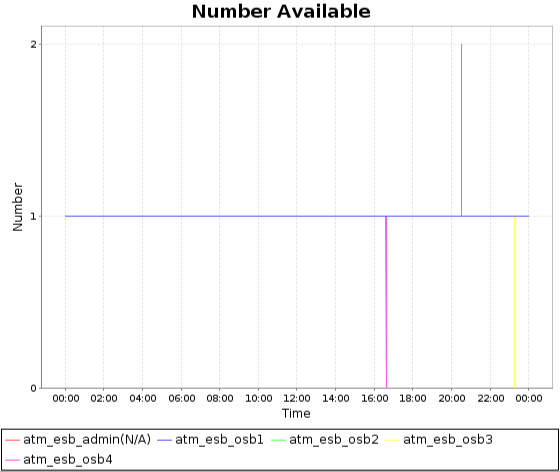 Number Available
2
1
0
Number
00:00 02:00 04:00 06:00 08:00 10:00 12:00 14:00 16:00 18:00 20:00 22:00 00:00
Time
atm_esb_admin(N/A) atm_esb_osb1 atm_esb_osb2 atm_esb_osb3
atm_esb_osb4